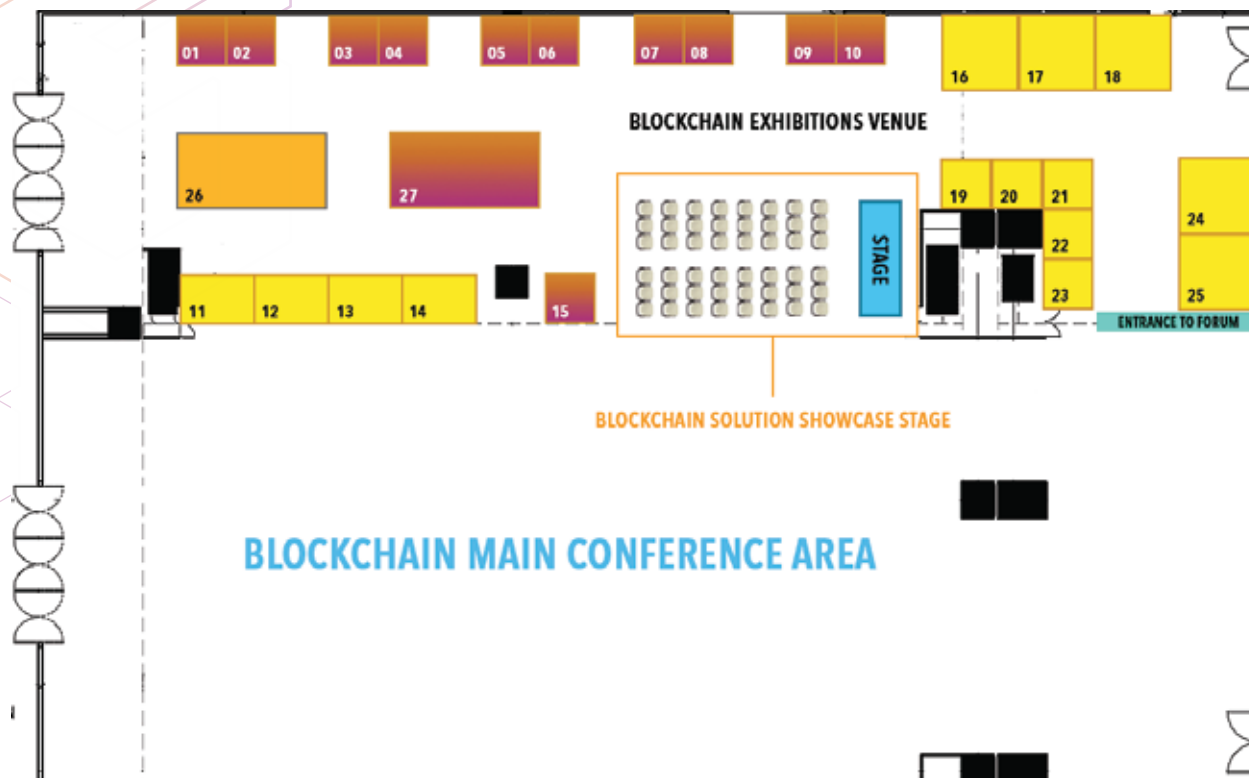 01 02 03 04 05 06 07 08 09 10
16 17 18
BLOCKCHAIN EXHIBITIONS VENUE
26 27
19 20 21
22
23
24
25
STAGE
11 12 13 14 15
ENTRANCE TO FORUM
BLOCKCHAIN SOLUTION SHOWCASE STAGE
BLOCKCHAIN MAIN CONFERENCE AREA